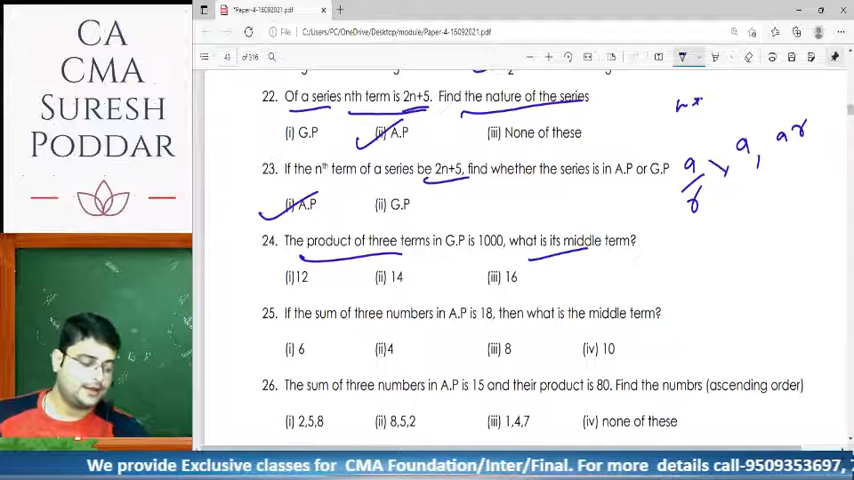 CA
CMA
SURESH
PODDAR
*Paper-4-15092021.pdf
File | C:/Users/PC/OneDrive/Desktop/module/Paper-4-15092021.pdf
43 of 316
22. Of a series nth term is 2n+5. Find the nature of the series
(i) G.P (ii) A.P (iii) None of these
23. If the nth term of a series be 2n+5, find whether the series is in A.P or G.P
(i) A.P (ii) G.P
a/r, a, ar
24. The product of three terms in G.P is 1000, what is its middle term?
(i)12 (ii) 14 (iii) 16
25. If the sum of three numbers in A.P is 18, then what is the middle term?
(i) 6 (ii)4 (iii) 8 (iv) 10
26. The sum of three numbers in A.P is 15 and their product is 80. Find the numbrs (ascending order)
(i) 2,5,8 (ii) 8,5,2 (iii) 1,4,7 (iv) none of these
We provide Exclusive classes for CMA Foundation/Inter/Final. For more details call-9509353697,